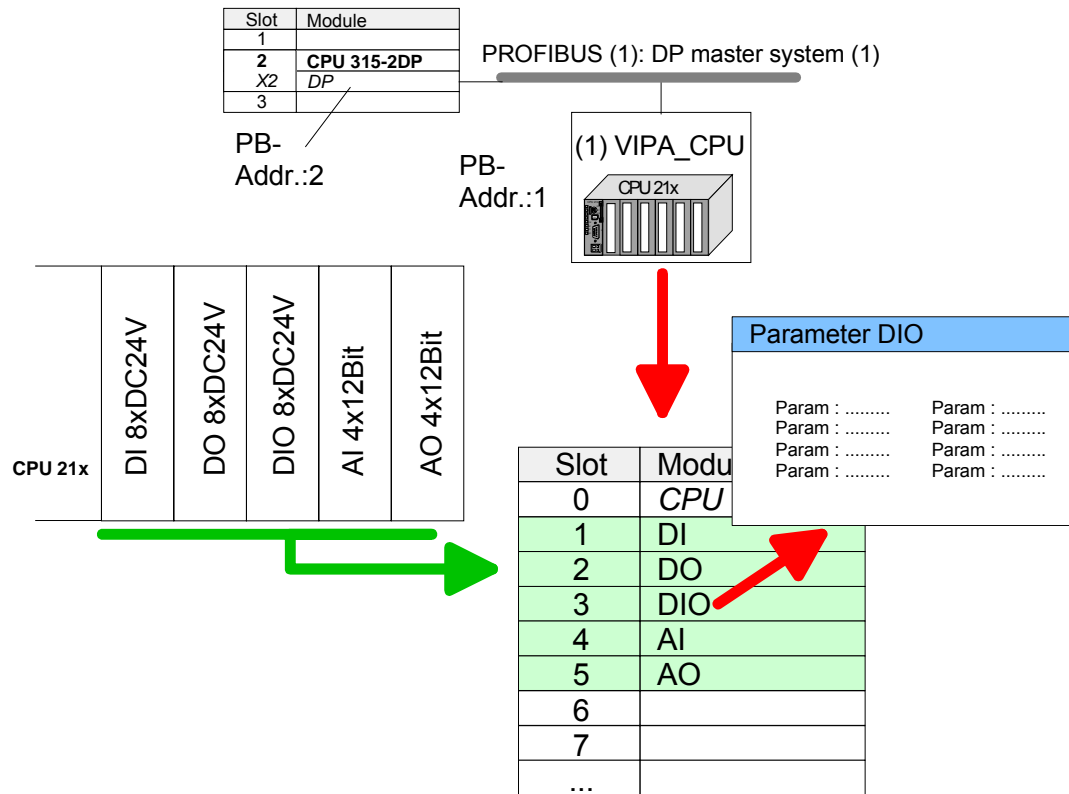 Slot Module
1
2 CPU 315-2DP
X2 DP
3
PROFIBUS (1): DP master system (1)
PB-
Addr.:2
PB-
Addr.:1
(1) VIPA_CPU
CPU 21x
CPU 21x
DI 8xDC24V
DO 8xDC24V
DIO 8xDC24V
AI 4x12Bit
AO 4x12Bit
Parameter DIO
Param : ......... Param : .........
Param : ......... Param : .........
Param : ......... Param : .........
Param : ......... Param : .........
Slot Modu
0 CPU
1 DI
2 DO
3 DIO
4 AI
5 AO
6
7
...